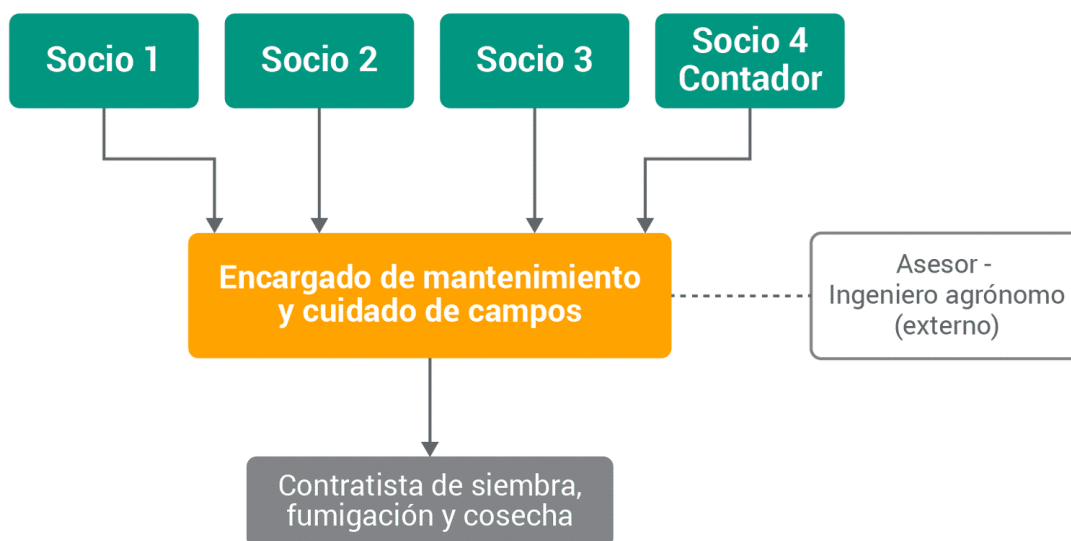 Socio 1
Socio 2
Socio 3
Socio 4
Contador
Encargado de mantenimiento
y cuidado de campos
Asesor -
Ingeniero agrónomo
(externo)
Contratista de siembra,
fumigación y cosecha